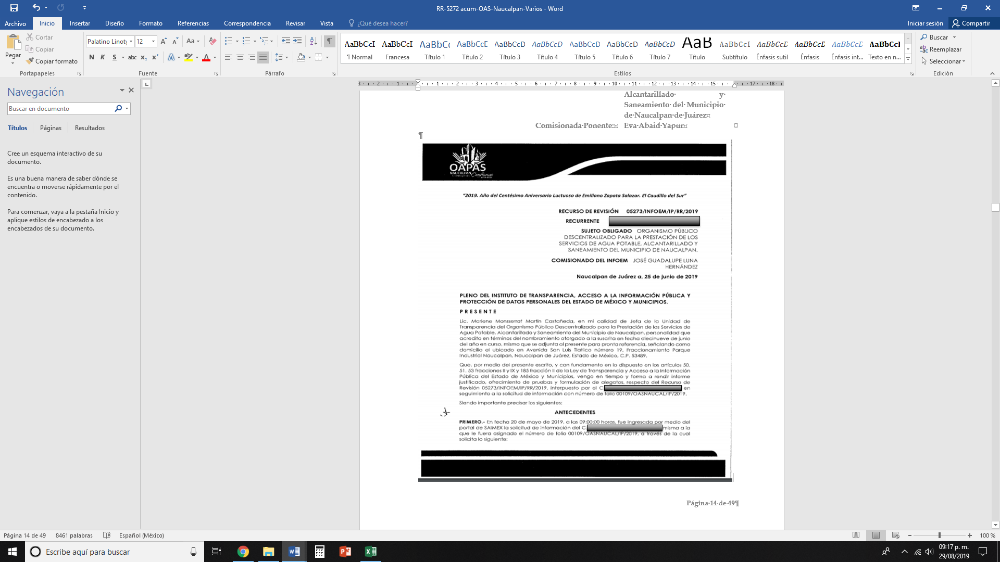 RR-5272 acum-OAS-Naucalpan-Varios - Word
Archivo Inicio Insertar Diseño Formato Referencias Correspondencia Revisar Vista ¿Qué desea hacer? Iniciar sesión Compartir
Pegar
Cortar
Copiar
Copiar formato
Portapapeles
Palatino Linoty 12
Fuente
Párrafo
AaBbCcI AaBbCcI AaBbCc AaBbCcD AaBbCcD AaBbCcD AaBbCcD AaBbCcD AaBbCcD AaB AaBbCcI AaBbCcD AaBbCcD AaBbCcD AaBbCcI
¶ Normal Francesa Título 1 Título 2 Título 3 Título 4 Título 5 Título 6 Título 7 Título Subtítulo Énfasis sutil Énfasis Énfasis int... Texto en n...
Estilos
Buscar
Reemplazar
Seleccionar
Edición
Navegación
Buscar en documento
Títulos Páginas Resultados
Cree un esquema interactivo de su
documento.
Es una buena manera de saber dónde se
encuentra o moverse rápidamente por el
contenido.
Para comenzar, vaya a la pestaña Inicio y
aplique estilos de encabezado a los
encabezados de su documento.
3 2 1 1 2 3 4 5 6 7 8 9 10 11 12 13 14 15 17 18
Alcantarillado y
Saneamiento del Municipio
de Naucalpan de Juárez¤
Comisionada Ponente:¤ Eva Abaid Yapur¤ ¤
¶
OAPAS
NAUCALPAN
"2019. Año del Centésimo Aniversario Luctuoso de Emiliano Zapata Salazar. El Caudillo del Sur"
RECURSO DE REVISIÓN 05273/INFOEM/IP/RR/2019
RECURRENTE
SUJETO OBLIGADO ORGANISMO PÚBLICO
DESCENTRALIZADO PARA LA PRESTACIÓN DE LOS
SERVICIOS DE AGUA POTABLE, ALCANTARILLADO Y
SANEAMIENTO DEL MUNICIPIO DE NAUCALPAN.
COMISIONADO DEL INFOEM JOSÉ GUADALUPE LUNA
HERNÁNDEZ
Naucalpan de Juárez a, 25 de junio de 2019
PLENO DEL INSTITUTO DE TRANSPARENCIA, ACCESO A LA INFORMACIÓN PÚBLICA Y
PROTECCIÓN DE DATOS PERSONALES DEL ESTADO DE MÉXICO Y MUNICIPIOS.
P R E S E N T E
Lic. Mariene Monsserrat Martín Castañeda, en mi calidad de Jefa de la Unidad de
Transparencia del Organismo Público Descentralizado para la Prestación de los Servicios de
Agua Potable, Alcantarillado y Saneamiento del Municipio de Naucalpan, personalidad que
acredito en términos del nombramiento otorgado a la suscrita en fecha diecinueve de junio
del año en curso, mismo que se adjunta al presente para pronta referencia, señalando como
domicilio el ubicado en Avenida San Luis Tlatilco número 19, Fraccionamiento Parque
Industrial Naucalpan, Naucalpan de Juárez, Estado de México, C.P. 53489.
Que, por medio del presente escrito, y con fundamento en lo dispuesto en los artículos 50,
51, 53 fracciones II y IX y 185 fracción II de la Ley de Transparencia y Acceso a la Información
Pública del Estado de México y Municipios, vengo en tiempo y forma a rendir informe
justificado, ofrecimiento de pruebas y formulación de alegatos, respecto del Recurso de
Revisión 05273/INFOEM/IP/RR/2019, interpuesto por el C. en
seguimiento a la solicitud de información con número de folio 00109/OASNAUCAL/IP/2019.
Siendo importante precisar los siguientes:
ANTECEDENTES
PRIMERO.- En fecha 20 de mayo de 2019, a las 09:00:00 horas, fue ingresada por medio del
portal de SAIMEX la solicitud de información del C. misma a la
que le fuera asignado el número de folio 00109/OASNAUCAL/IP/2019, a través de la cual
solicita lo siguiente:
Página 14 de 49¶
Página 14 de 49 8461 palabras Español (México) 100 %
Escribe aquí para buscar
09:17 p. m.
29/08/2019